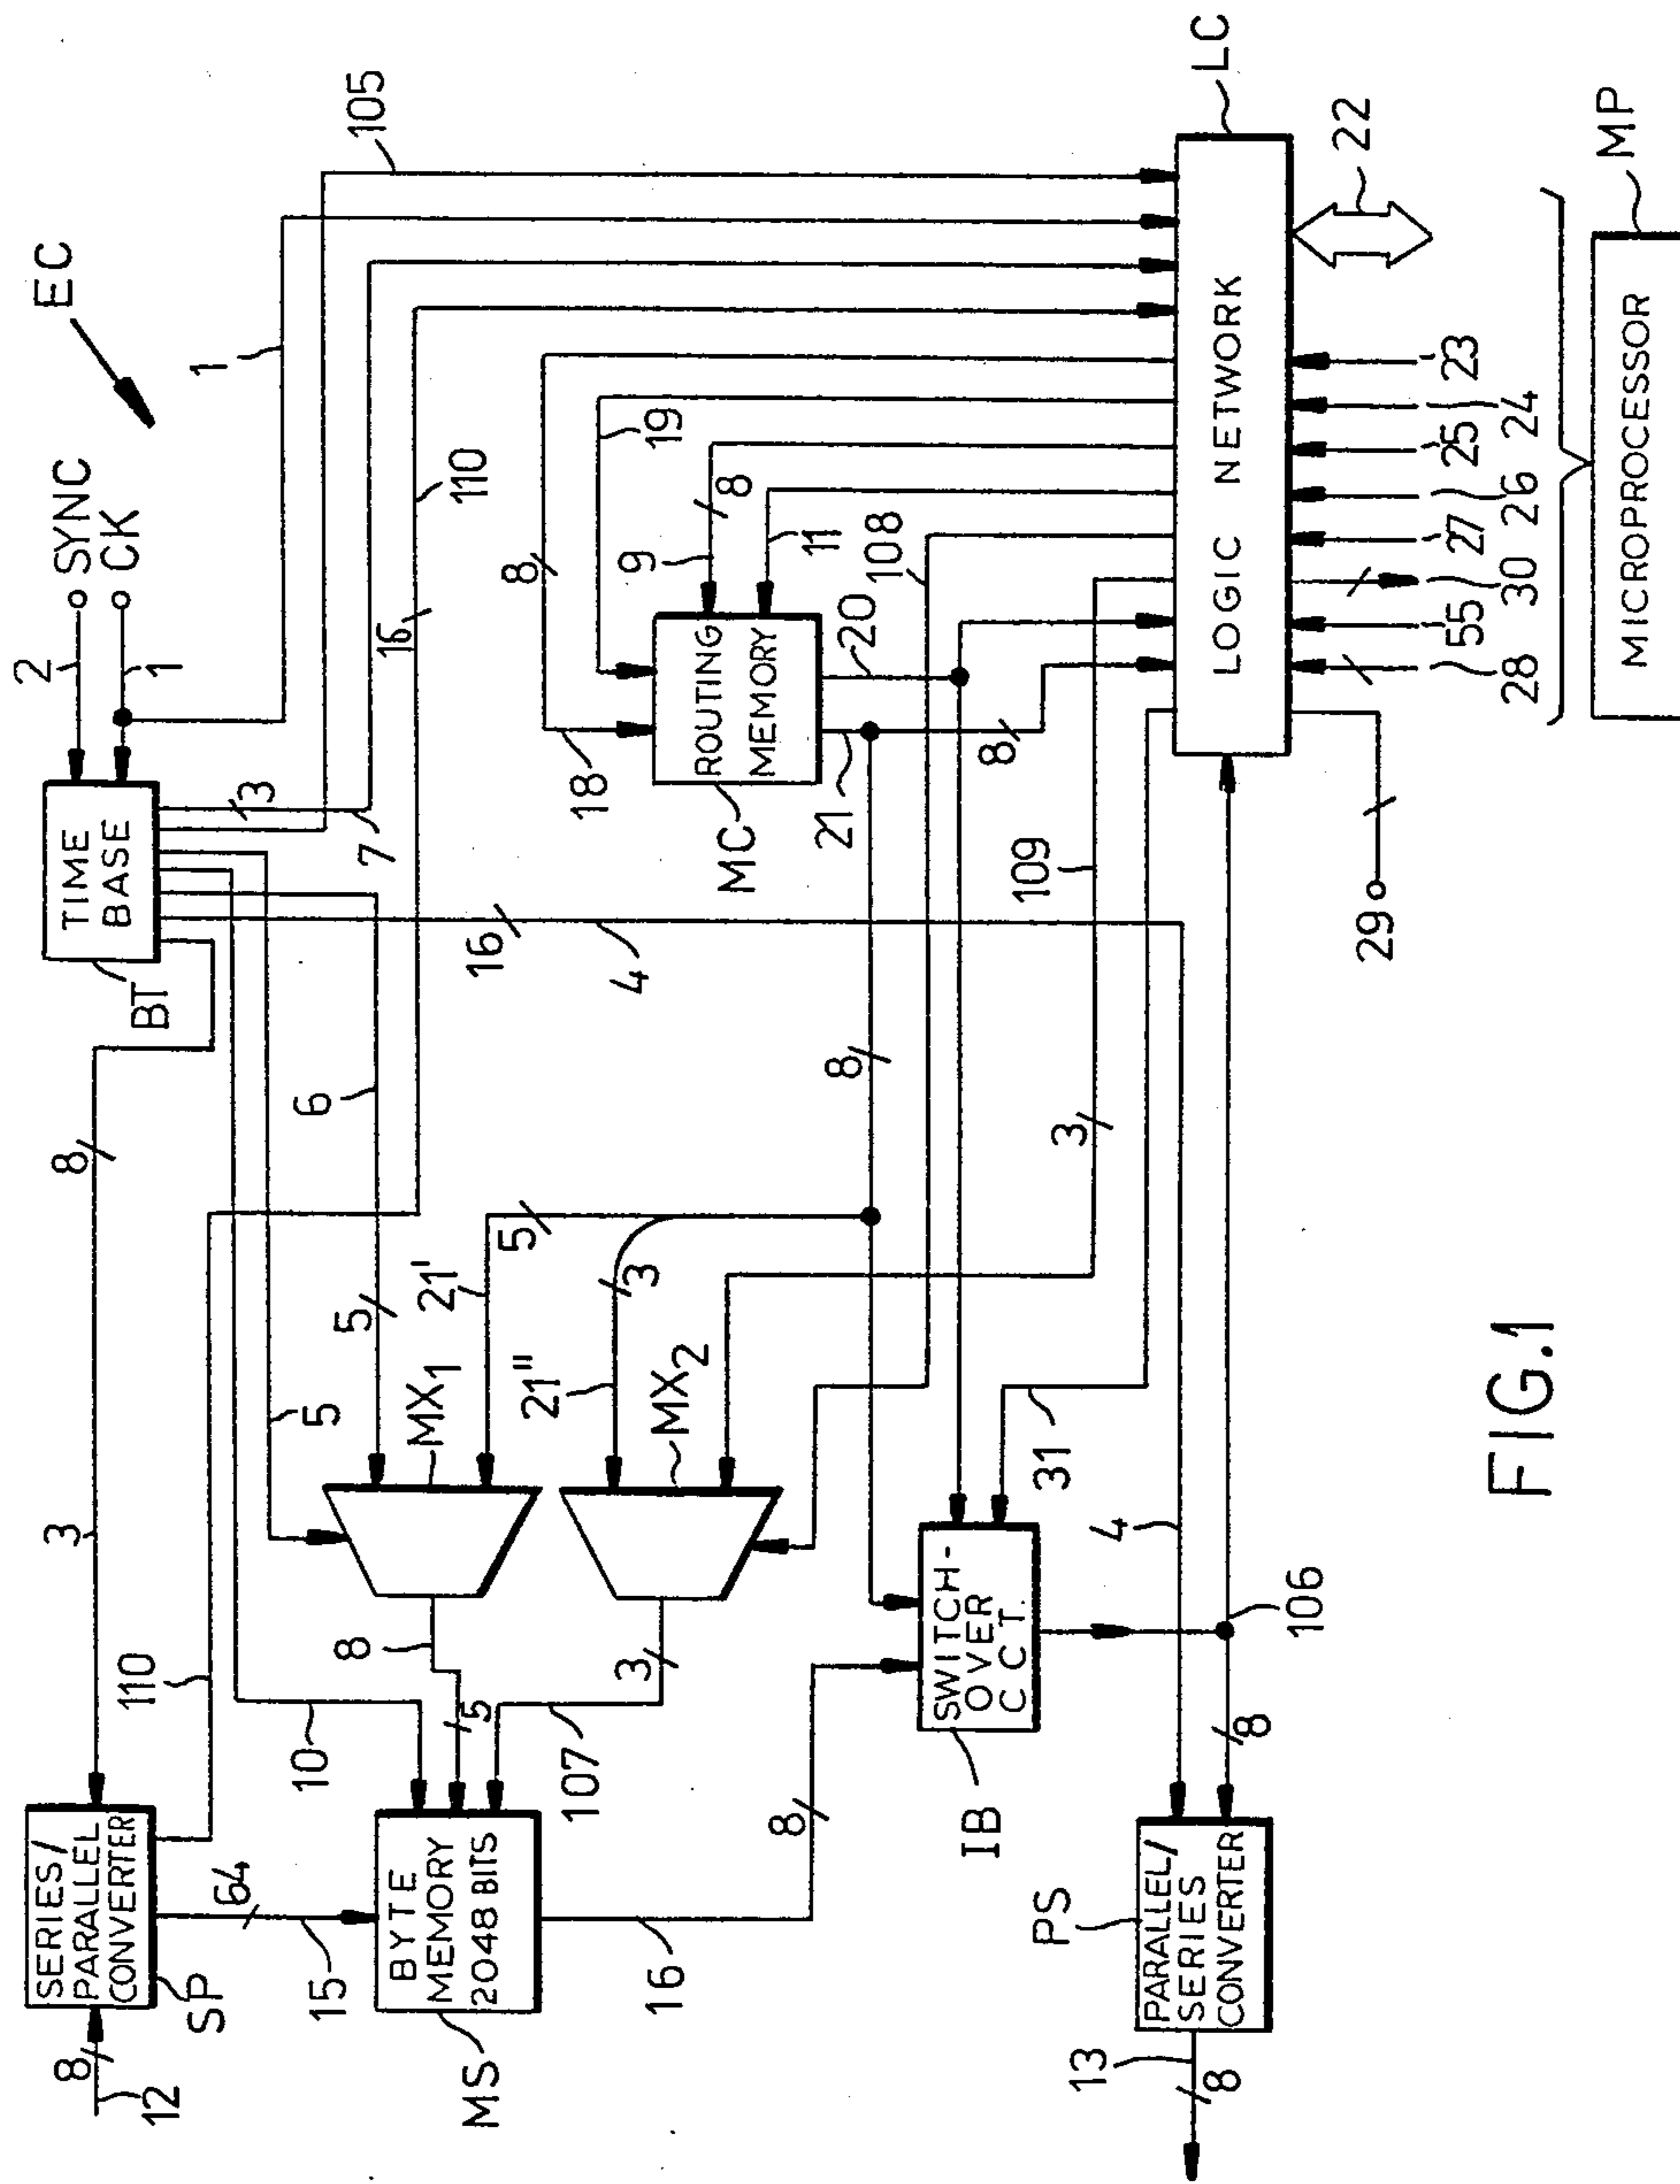 EC
2
SYNC
1
CK
TIME
BASE
BT
8
3
SERIES/
PARALLEL
CONVERTER
SP
8
12
64
15
110
10
5
6
5
8
5
MX1
21'
5
21"
3
MX2
3
107
BYTE
MEMORY
2048 BITS
MS
16
8
SWITCH-
OVER
C C T.
IB
31
4
106
8
PARALLEL/
SERIES
CONVERTER
PS
13
8
3
7
16
4
8
109
3
ROUTING
MEMORY
MC
18
8
19
9
8
11
108
20
21
8
16
110
1
105
LOGIC NETWORK
LC
22
23
24
25
26
27
30
55
28
29
MICROPROCESSOR
MP
FIG.1